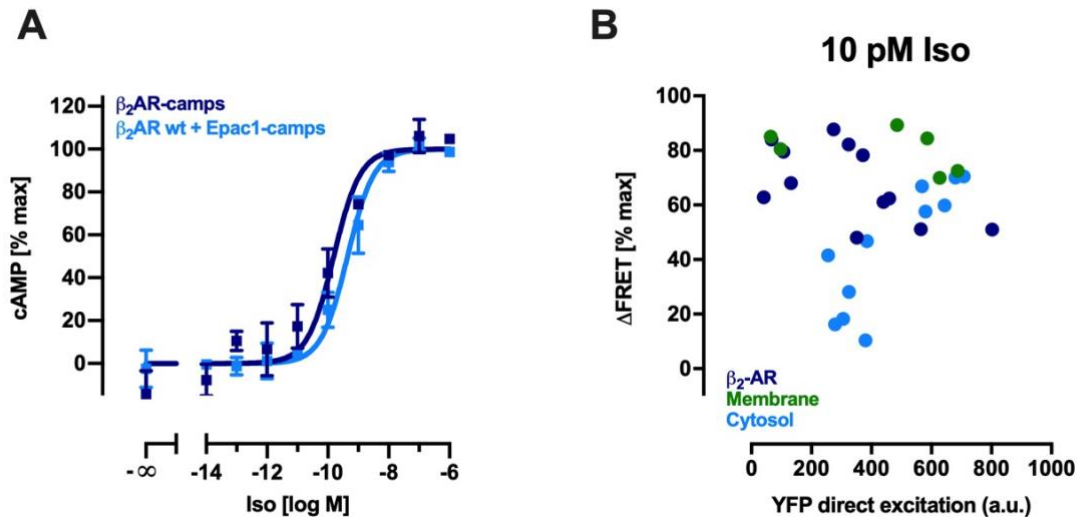 A
β₂AR-camps
β₂AR wt + Epac1-camps
120
100
80
60
40
20
0
cAMP [% max]
-∞
-14
-12
-10
-8
-6
Iso [log M]
B
10 pM Iso
100
80
60
40
20
0
ΔFRET [% max]
β₂-AR
Membrane
Cytosol
0
200
400
600
800
1000
YFP direct excitation (a.u.)